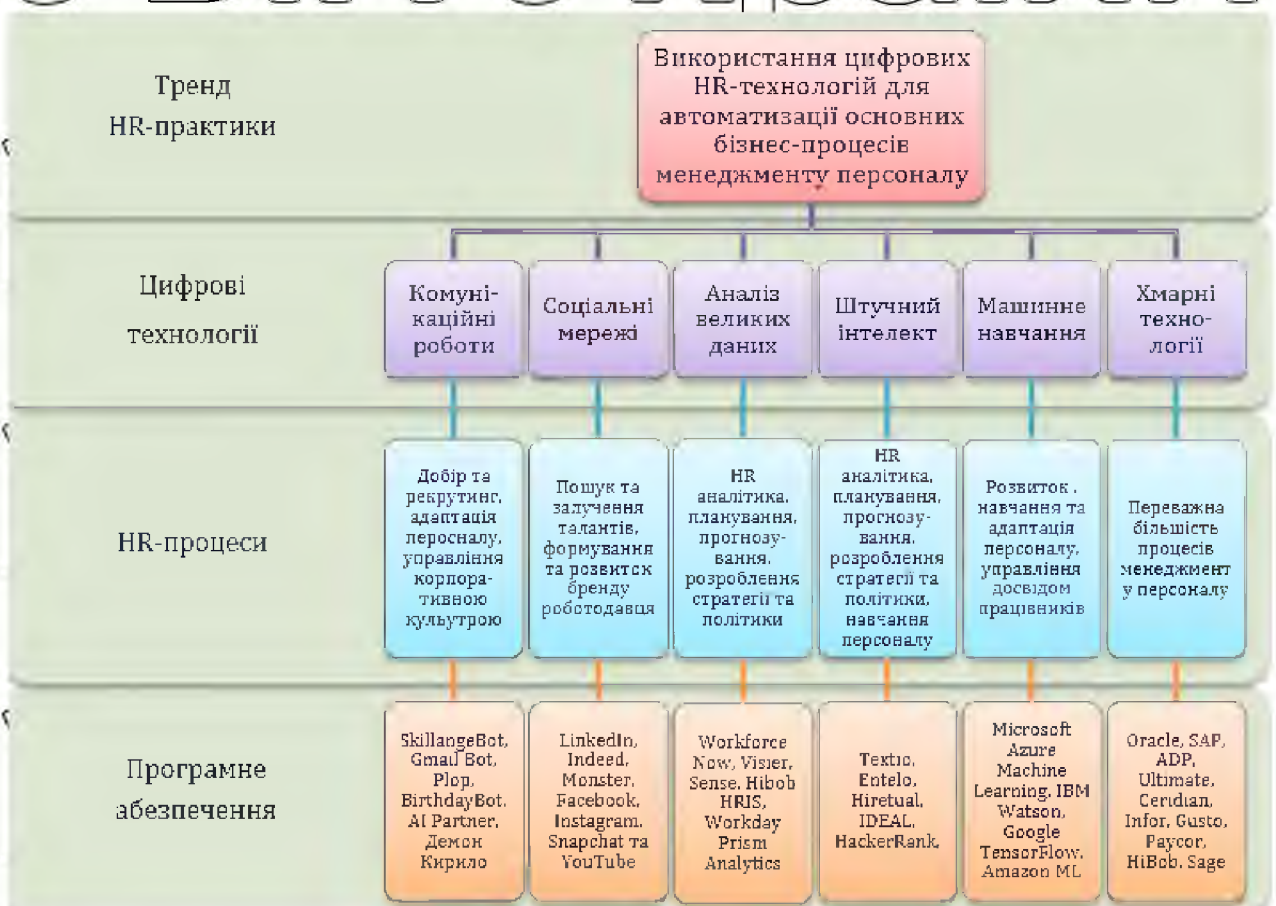 Тренд
HR-практики
Використання цифрових
HR-технологій для
автоматизації основних
бізнес-процесів
менеджменту персоналу
Цифрові
технології
Комуні-
каційні
роботи
Соціальні
мережі
Аналіз
великих
даних
Штучний
інтелект
Машинне
навчання
Хмарні
техно-
логії
HR-процеси
Добір та
рекрутинг,
адаптація
перосналу,
управління
корпора-
тивною
культрою
Пошук та
залучення
талантів,
формування
та розвиток
бренду
роботодавця
HR
аналітика,
планування,
прогнозу-
вання,
розроблення
стратегії та
політики
HR
аналітика,
планування,
прогнозу-
вання,
розроблення
стратегії та
політики,
навчання
персоналу
Розвиток ,
навчання та
адаптація
персоналу,
управління
досвідом
працівників
Переважна
більшість
процесів
менеджмент
у персоналу
Програмне
абезпечення
SkillangeBot,
Gmail Bot,
Plop,
BirthdayBot,
AI Partner,
Демон
Кирило
LinkedIn,
Indeed,
Monster,
Facebook,
Instagram,
Snapchat та
YouTube
Workforce
Now, Visier,
Sense, Hibob
HRIS,
Workday
Prism
Analytics
Textio,
Entelo,
Hiretual,
IDEAL,
HackerRank,
Microsoft
Azure
Machine
Learning, IBM
Watson,
Google
TensorFlow,
Amazon ML
Oracle, SAP,
ADP,
Ultimate,
Ceridian,
Infor, Gusto,
Paycor,
HiBob, Sage